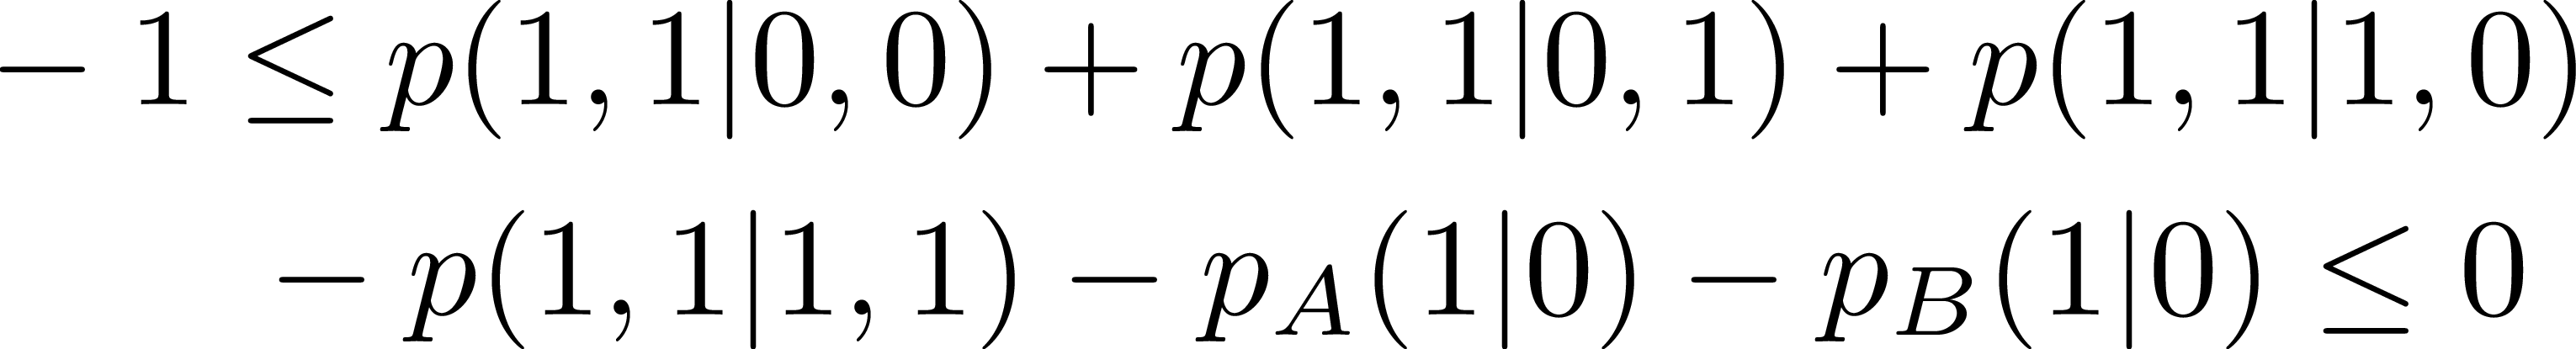 − 1 ≤ p(1, 1|0, 0) + p(1, 1|0, 1) + p(1, 1|1, 0)
− p(1, 1|1, 1) − p_A(1|0) − p_B(1|0) ≤ 0